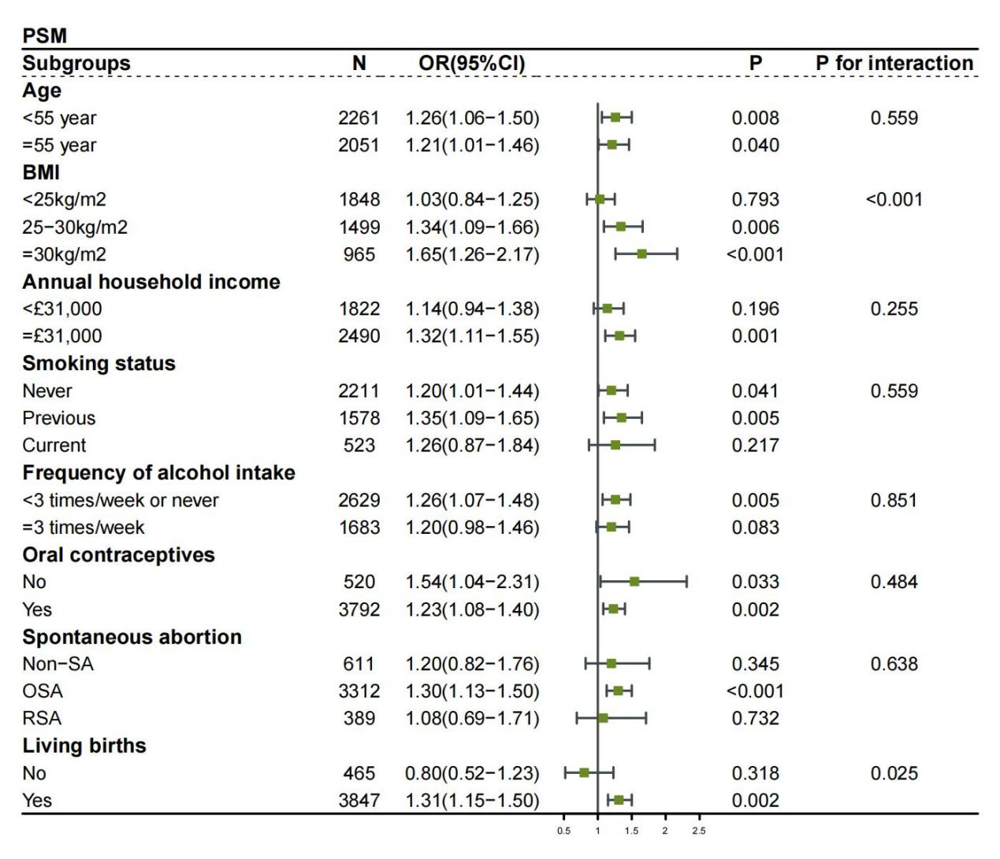 PSM
Subgroups N OR(95%CI) P P for interaction
Age
<55 year 2261 1.26(1.06−1.50) 0.008 0.559
=55 year 2051 1.21(1.01−1.46) 0.040
BMI
<25kg/m2 1848 1.03(0.84−1.25) 0.793 <0.001
25−30kg/m2 1499 1.34(1.09−1.66) 0.006
=30kg/m2 965 1.65(1.26−2.17) <0.001
Annual household income
<£31,000 1822 1.14(0.94−1.38) 0.196 0.255
=£31,000 2490 1.32(1.11−1.55) 0.001
Smoking status
Never 2211 1.20(1.01−1.44) 0.041 0.559
Previous 1578 1.35(1.09−1.65) 0.005
Current 523 1.26(0.87−1.84) 0.217
Frequency of alcohol intake
<3 times/week or never 2629 1.26(1.07−1.48) 0.005 0.851
=3 times/week 1683 1.20(0.98−1.46) 0.083
Oral contraceptives
No 520 1.54(1.04−2.31) 0.033 0.484
Yes 3792 1.23(1.08−1.40) 0.002
Spontaneous abortion
Non−SA 611 1.20(0.82−1.76) 0.345 0.638
OSA 3312 1.30(1.13−1.50) <0.001
RSA 389 1.08(0.69−1.71) 0.732
Living births
No 465 0.80(0.52−1.23) 0.318 0.025
Yes 3847 1.31(1.15−1.50) 0.002
0.5 1 1.5 2 2.5